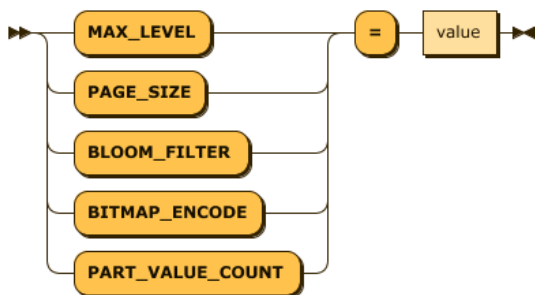 MAX_LEVEL = value
PAGE_SIZE
BLOOM_FILTER
BITMAP_ENCODE
PART_VALUE_COUNT